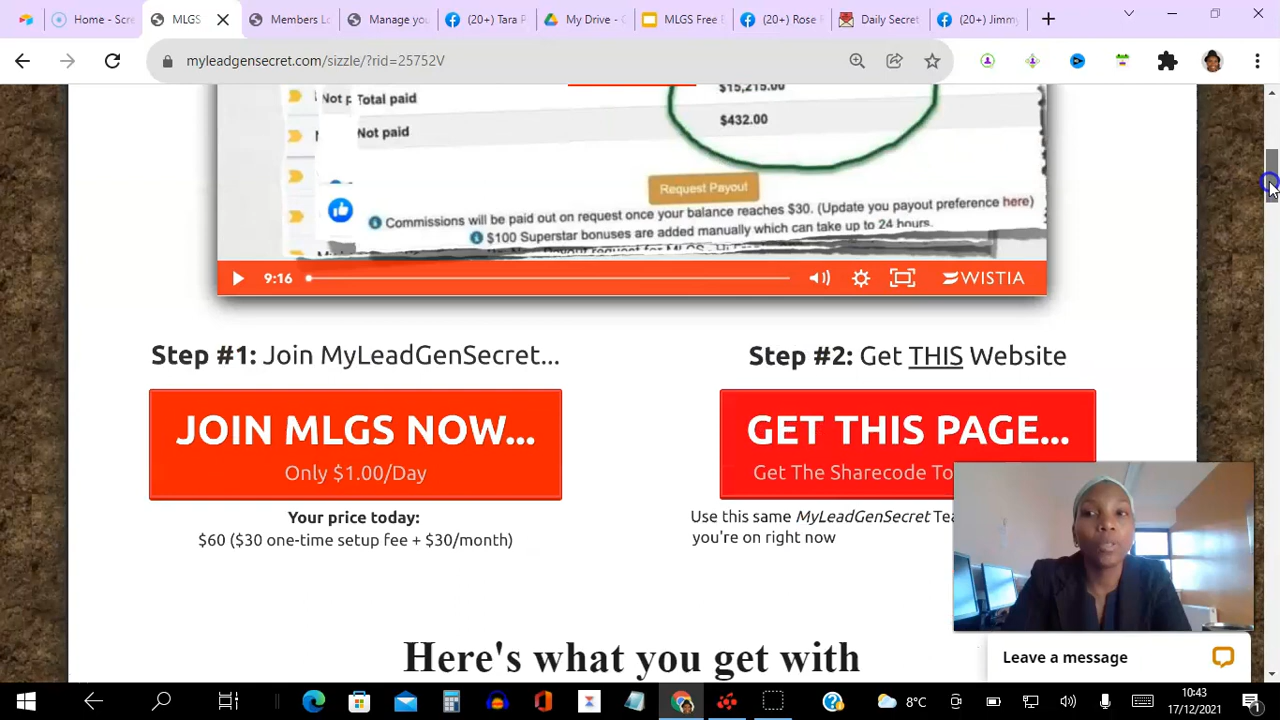 Home - Scre
MLGS
Members Lo
Manage you
(20+) Tara P
My Drive - G
MLGS Free B
(20+) Rose
Daily Secret
(20+) Jimmy
myleadgensecret.com/sizzle/?rid=25752V
$15,215.00
Not p Total paid
Not paid
$432.00
Request Payout
Commissions will be paid out on request once your balance reaches $30. (Update you payout preference here)
$100 Superstar bonuses are added manually which can take up to 24 hours.
9:16
WISTIA
Step #1: Join MyLeadGenSecret...
Step #2: Get THIS Website
JOIN MLGS NOW...
Only $1.00/Day
GET THIS PAGE...
Get The Sharecode To
Your price today:
$60 ($30 one-time setup fee + $30/month)
Use this same MyLeadGenSecret Tea
you're on right now
Here's what you get with
Leave a message
8°C
10:43
17/12/2021
1